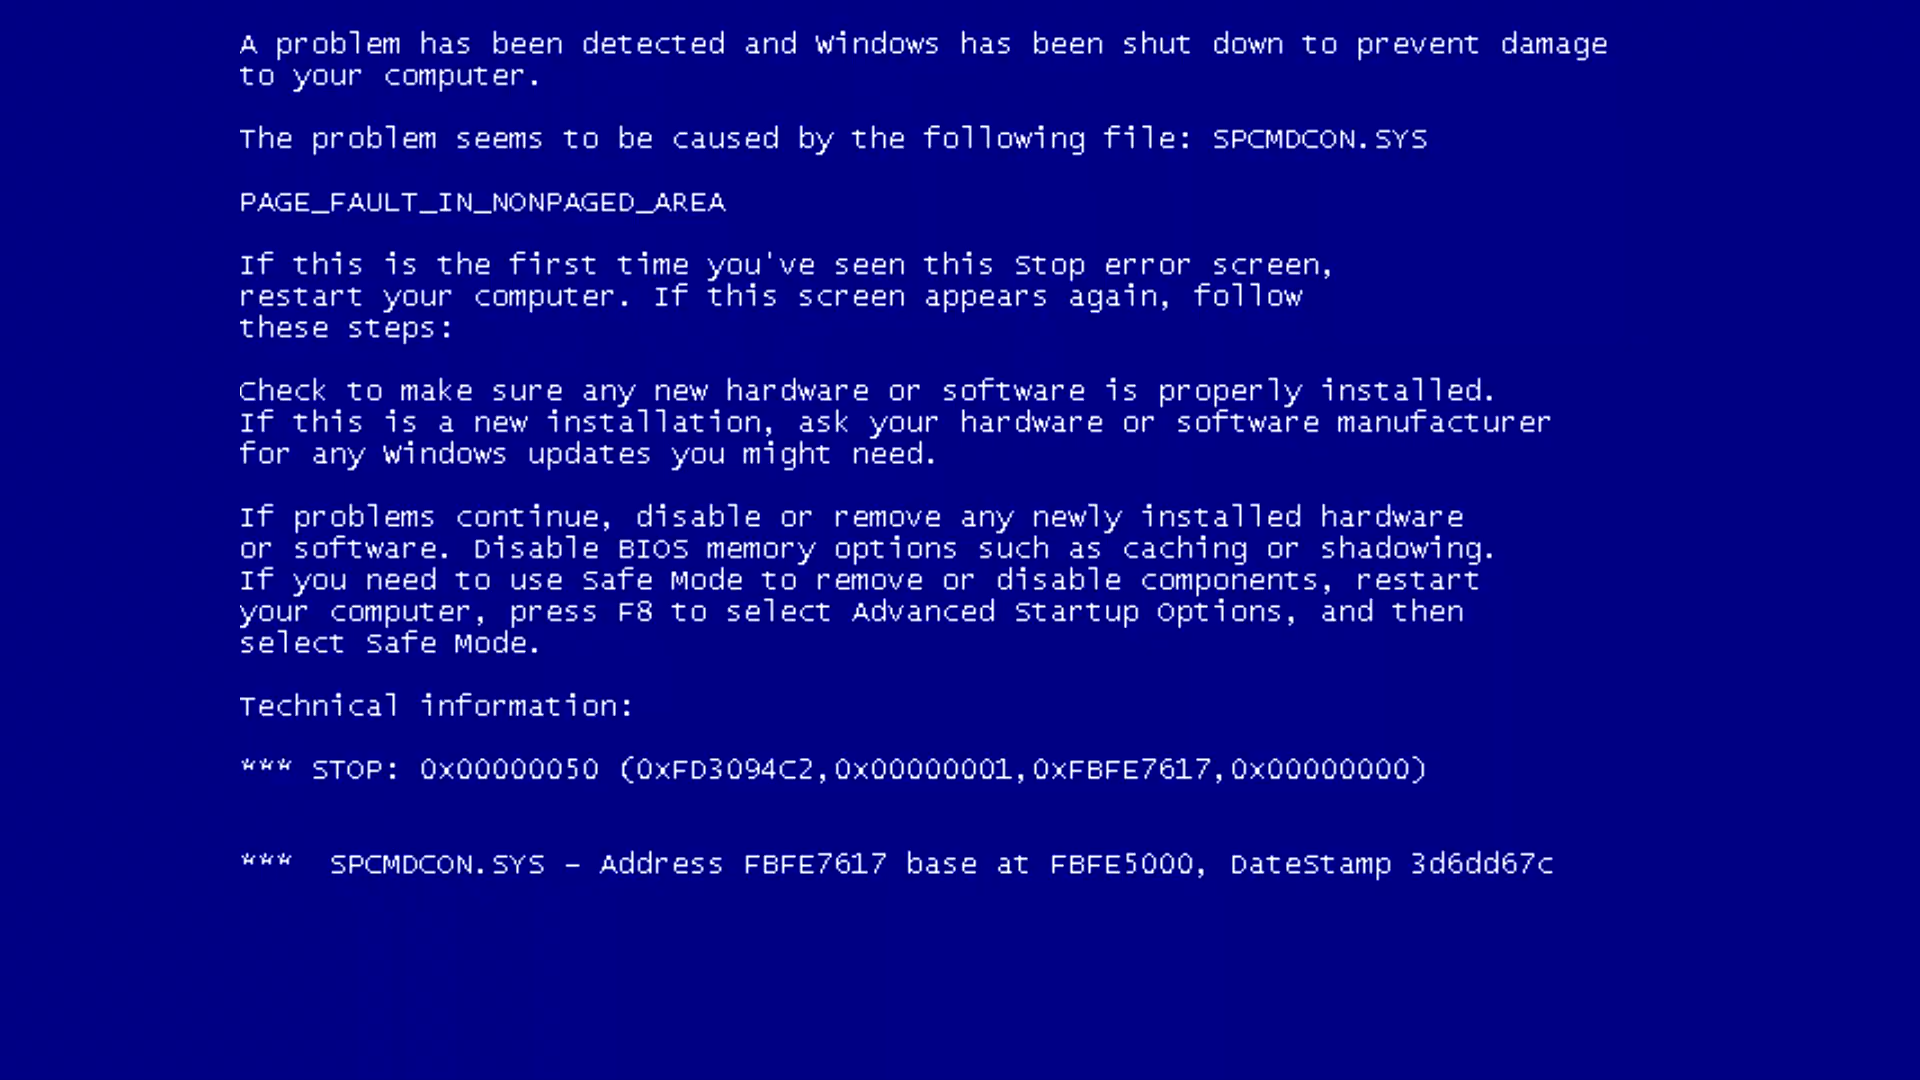 A problem has been detected and Windows has been shut down to prevent damage
to your computer.
The problem seems to be caused by the following file: SPCMDCON.SYS
PAGE_FAULT_IN_NONPAGED_AREA
If this is the first time you've seen this Stop error screen,
restart your computer. If this screen appears again, follow
these steps:
Check to make sure any new hardware or software is properly installed.
If this is a new installation, ask your hardware or software manufacturer
for any Windows updates you might need.
If problems continue, disable or remove any newly installed hardware
or software. Disable BIOS memory options such as caching or shadowing.
If you need to use Safe Mode to remove or disable components, restart
your computer, press F8 to select Advanced Startup Options, and then
select Safe Mode.
Technical information:
*** STOP: 0x00000050 (0xFD3094C2,0x00000001,0xFBFE7617,0x00000000)
***  SPCMDCON.SYS – Address FBFE7617 base at FBFE5000, DateStamp 3d6dd67c